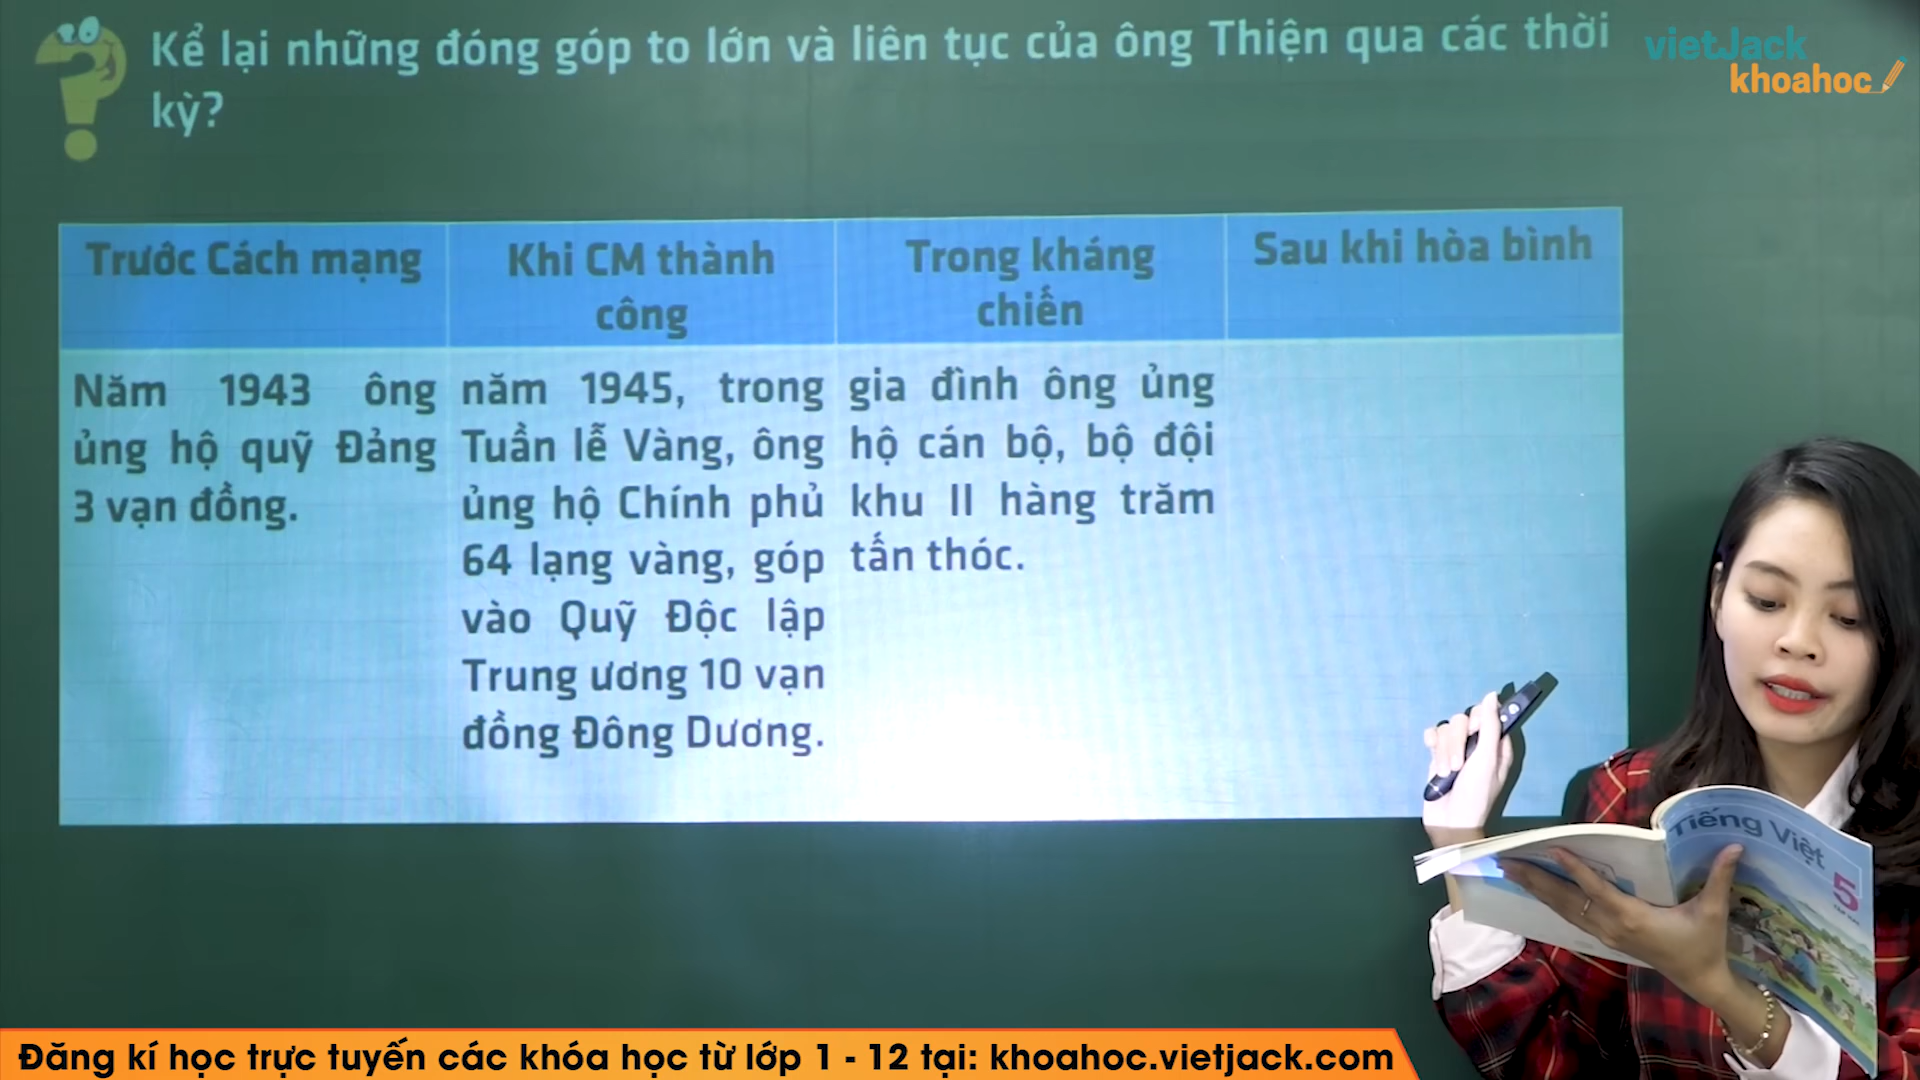 Kể lại những đóng góp to lớn và liên tục của ông Thiện qua các thời
kỳ?
vietJack
khoahoc
Trước Cách mạng
Khi CM thành
công
Trong kháng
chiến
Sau khi hòa bình
Năm 1943 ông
ủng hộ quỹ Đảng
3 vạn đồng.
năm 1945, trong
Tuần lễ Vàng, ông
ủng hộ Chính phủ
64 lạng vàng, góp
vào Quỹ Độc lập
Trung ương 10 vạn
đồng Đông Dương.
gia đình ông ủng
hộ cán bộ, bộ đội
khu II hàng trăm
tấn thóc.
Tiếng Việt
5
Đăng kí học trực tuyến các khóa học từ lớp 1 - 12 tại: khoahoc.vietjack.com